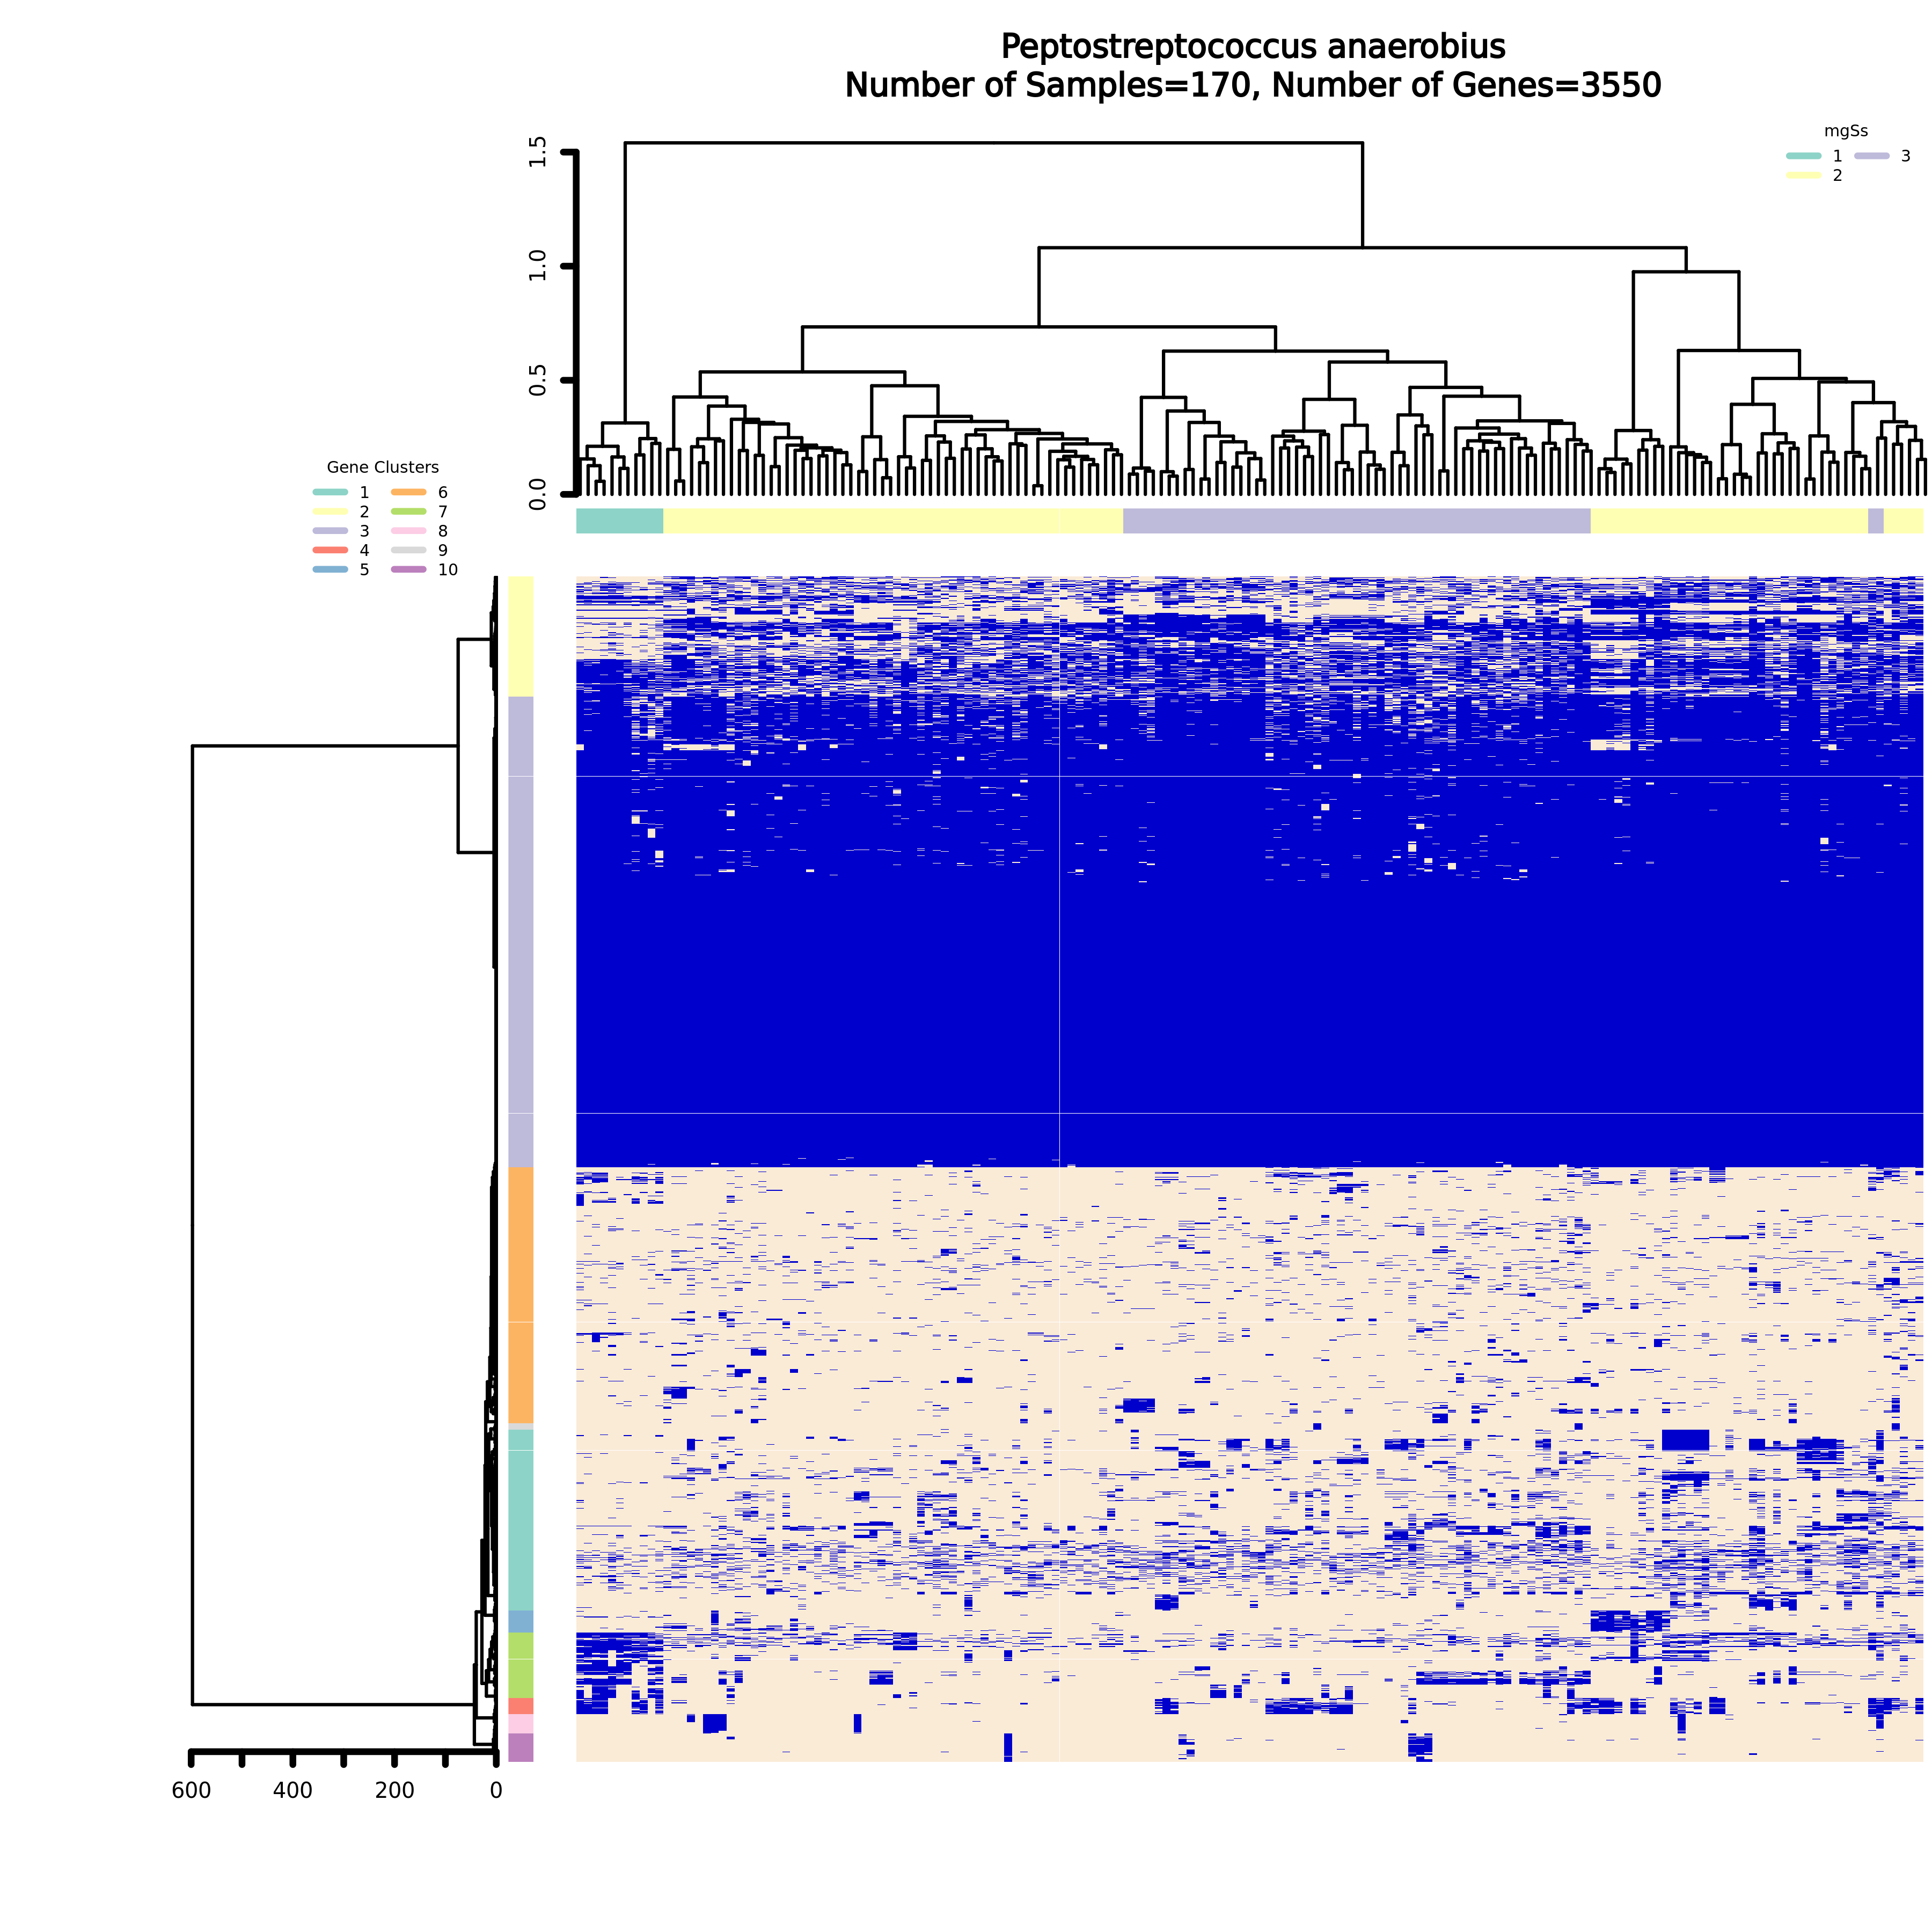 Peptostreptococcus anaerobius
Number of Samples=170, Number of Genes=3550
mgSs
1 3
2
1.5
1.0
0.5
0.0
Gene Clusters
1 6
2 7
3 8
4 9
5 10
600 400 200 0